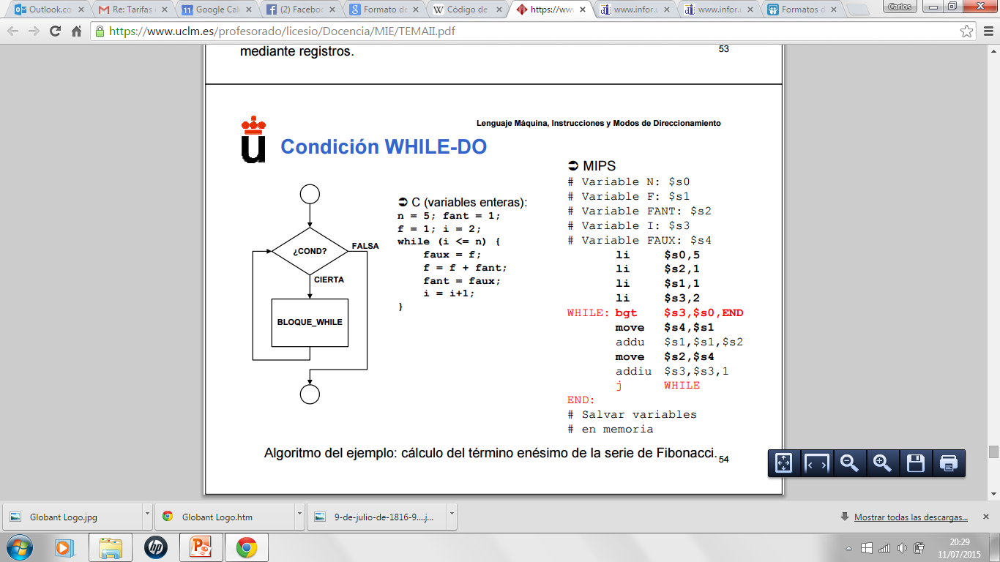 Outlook.co
Re: Tarifas
Google Cal
(2) Faceboo
Formato de
Código de
https://ww
www.infor.u
www.infor.u
Formatos d
Carlos
https://www.uclm.es/profesorado/licesio/Docencia/MIE/TEMAII.pdf
mediante registros.
53
Lenguaje Máquina, Instrucciones y Modos de Direccionamiento
u
Condición WHILE-DO
¿COND?
FALSA
CIERTA
BLOQUE_WHILE
C (variables enteras):
n = 5; fant = 1;
f = 1; i = 2;
while (i <= n) {
faux = f;
f = f + fant;
fant = faux;
i = i+1;
}
MIPS
# Variable N: $s0
# Variable F: $s1
# Variable FANT: $s2
# Variable I: $s3
# Variable FAUX: $s4
li $s0,5
li $s2,1
li $s1,1
li $s3,2
WHILE: bgt $s3,$s0,END
move $s4,$s1
addu $s1,$s1,$s2
move $s2,$s4
addiu $s3,$s3,1
j WHILE
END:
# Salvar variables
# en memoria
Algoritmo del ejemplo: cálculo del término enésimo de la serie de Fibonacci.
54
Globant Logo.jpg
Globant Logo.htm
9-de-julio-de-1816-9....j...
Mostrar todas las descargas...
hp
20:29
11/07/2015